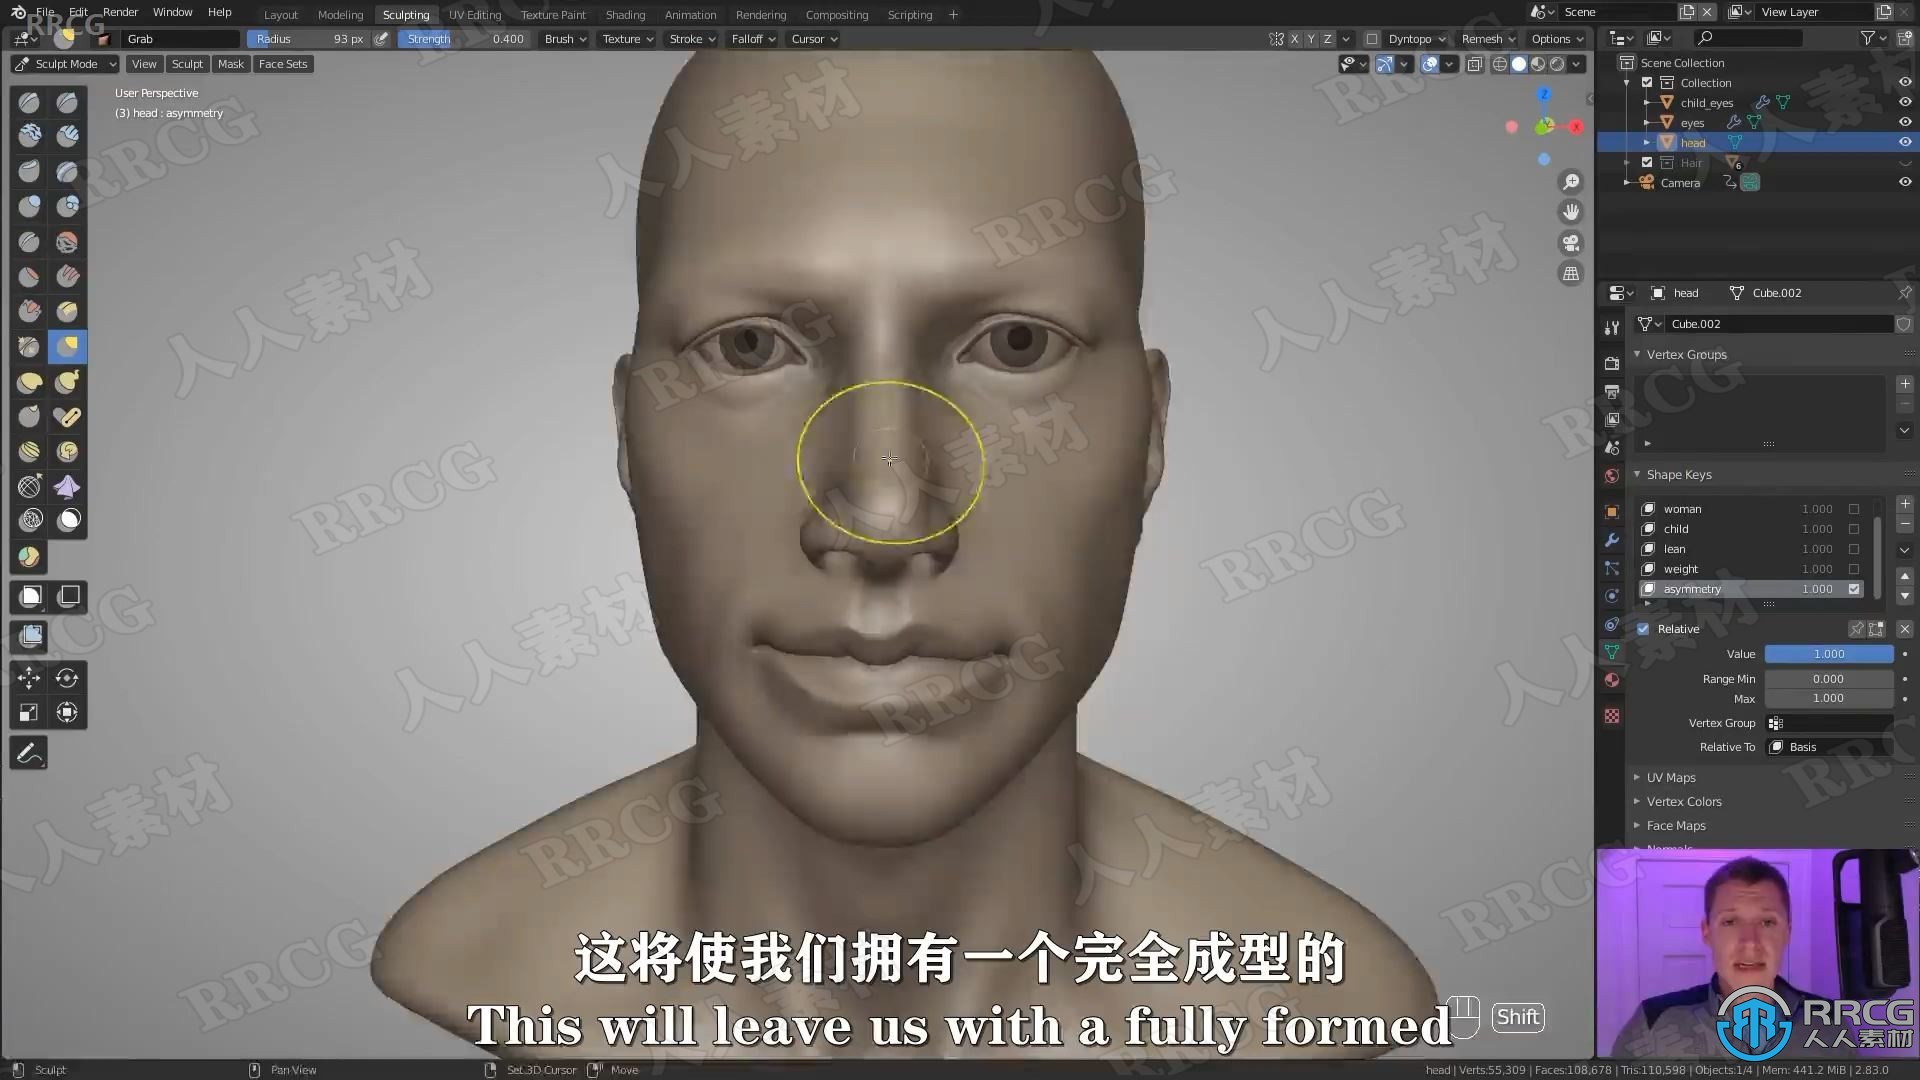 File Edit Render Window Help Layout Modeling Sculpting UV Editing Texture Paint Shading Animation Rendering Compositing Scripting + Scene View Layer
Grab Radius 93 px Strength 0.400 Brush Texture Stroke Falloff Cursor X Y Z Dyntopo Remesh Options
Sculpt Mode View Sculpt Mask Face Sets
User Perspective
(3) head : asymmetry
Z
X
Scene Collection
Collection
child_eyes
eyes
head
Hair 6
Camera
head Cube.002
Cube.002
Vertex Groups
Shape Keys
woman 1.000
child 1.000
lean 1.000
weight 1.000
asymmetry 1.000
Relative
Value 1.000
Range Min 0.000
Max 1.000
Vertex Group
Relative To Basis
UV Maps
Vertex Colors
Face Maps
Normals
这将使我们拥有一个完全成型的
This will leave us with a fully formed
Shift
RRCG
人人素材
Sculpt Pan View Set 3D Cursor Move
head | Verts:55,309 | Faces:108,678 | Tris:110,598 | Objects:1/4 | Mem: 441.2 MiB | 2.83.0